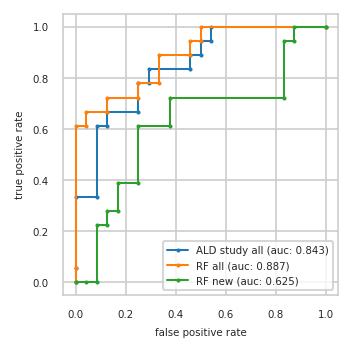 1.0
0.8
0.6
0.4
0.2
0.0
true positive rate
ALD study all (auc: 0.843)
RF all (auc: 0.887)
RF new (auc: 0.625)
0.0 0.2 0.4 0.6 0.8 1.0
false positive rate